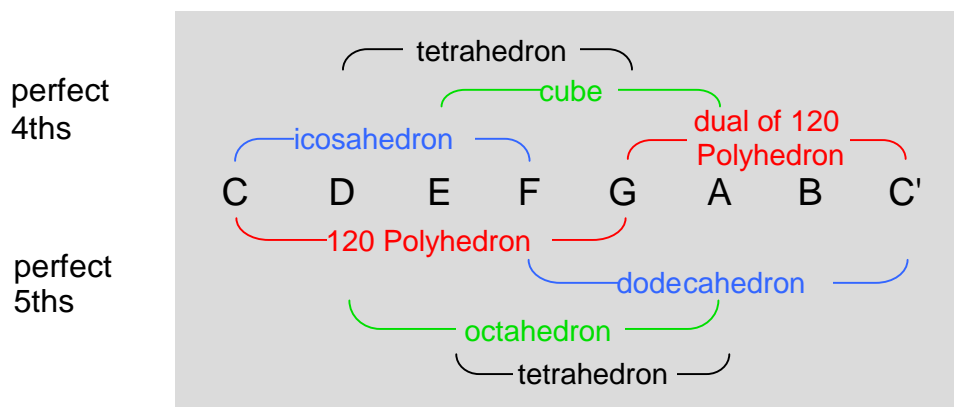 tetrahedron
perfect
4ths
cube
dual of 120
Polyhedron
icosahedron
C D E F G A B C'
120 Polyhedron
perfect
5ths
dodecahedron
octahedron
tetrahedron